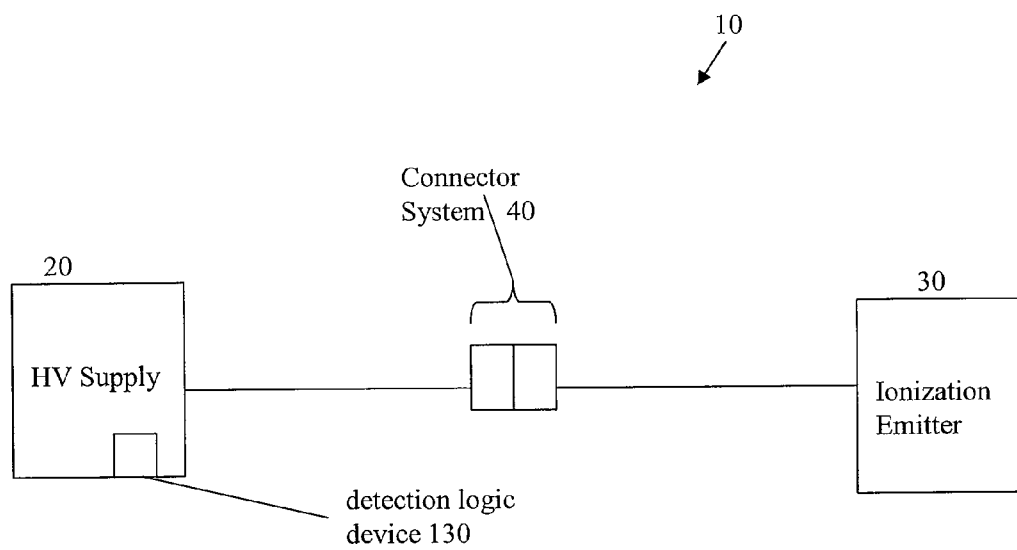 10
Connector
System 40
20
30
HV Supply
Ionization
Emitter
detection logic
device 130